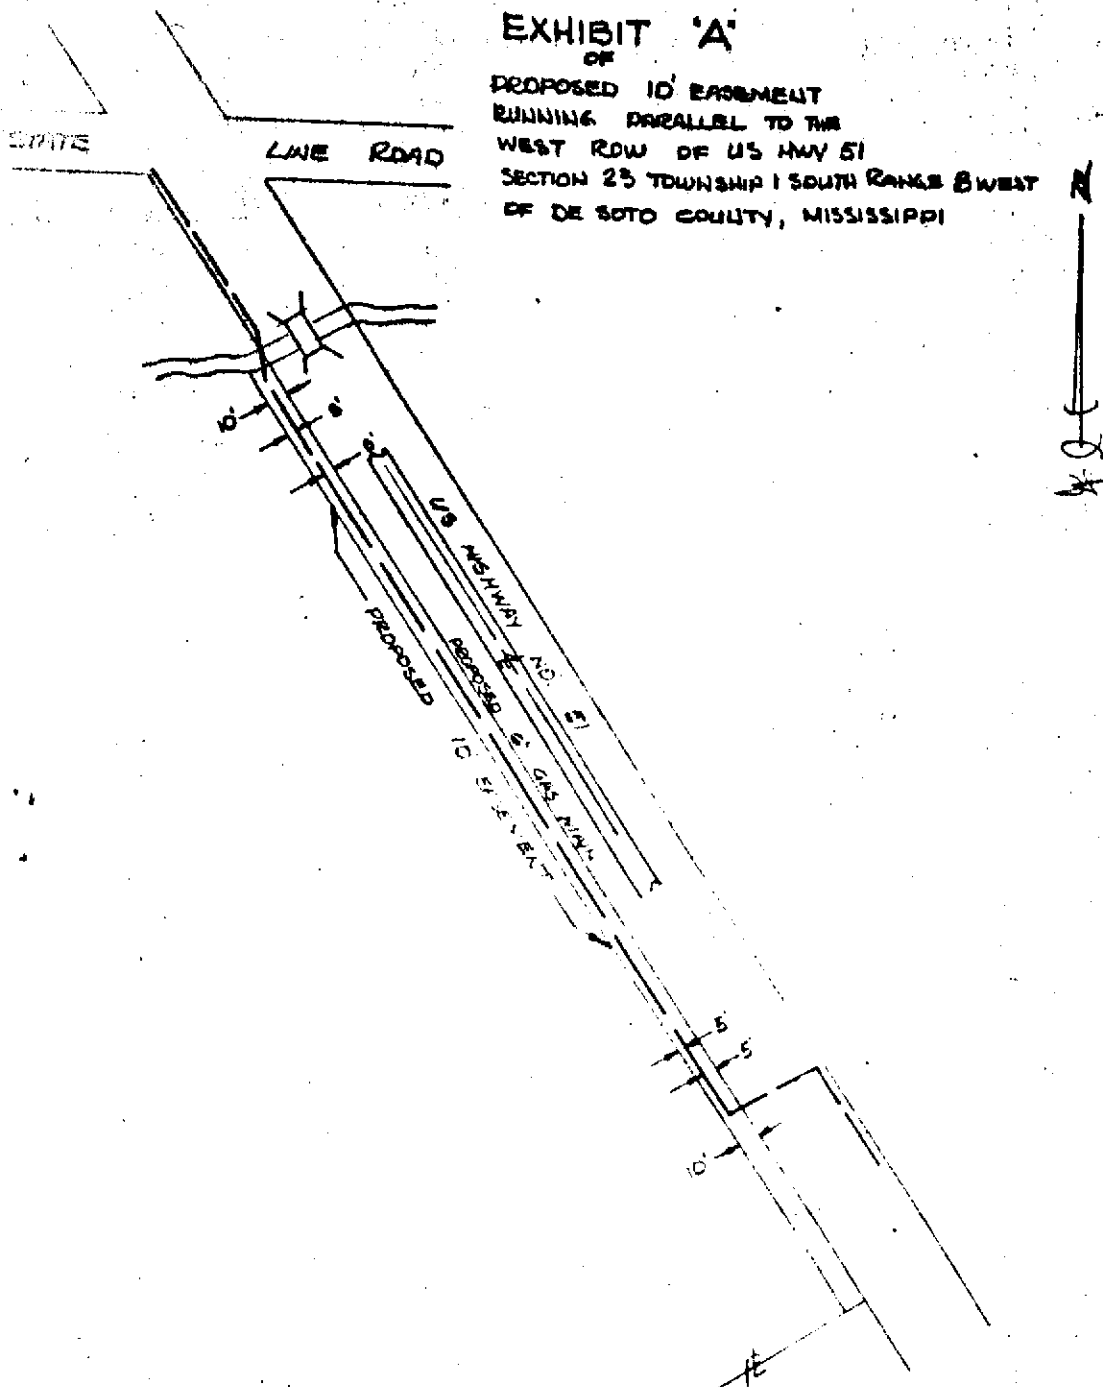 EXHIBIT "A"
OF
PROPOSED 10' EASEMENT
RUNNING PARALLEL TO THE
WEST ROW OF US HWY 51
SECTION 23 TOWNSHIP 1 SOUTH RANGE 8 WEST
OF DE SOTO COUNTY, MISSISSIPPI
STATE
LINE ROAD
N
10'
8'
6'
US HIGHWAY NO. 51
PROPOSED 6" GAS MAIN
PROPOSED 10' EASEMENT
5'
5'
10'